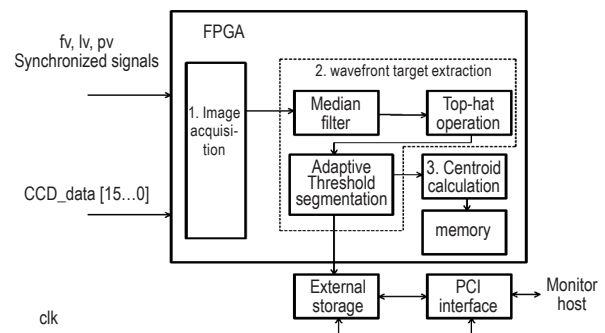 FPGA
fv, lv, pv
Synchronized signals
2. wavefront target extraction
1. Image
acquisi-
tion
Median
filter
Top-hat
operation
Adaptive
Threshold
segmentation
3. Centroid
calculation
CCD_data [15…0]
memory
External
storage
PCI
interface
Monitor
host
clk